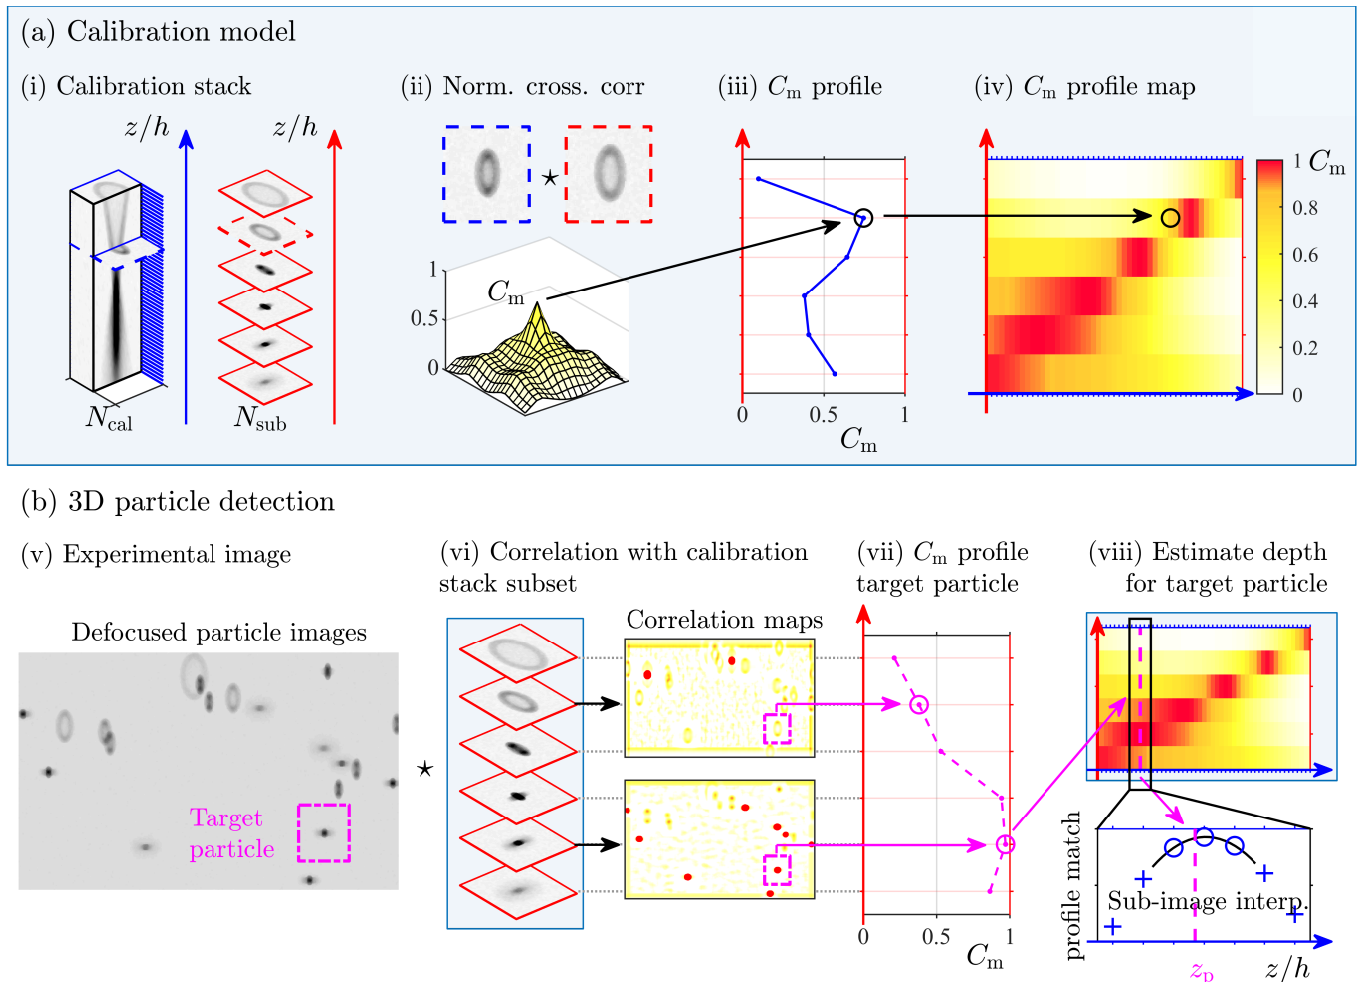 (a) Calibration model
(i) Calibration stack
(ii) Norm. cross. corr
(iii) Cm profile
(iv) Cm profile map
z/h
z/h
1
Cm
0.5
0
Ncal
Nsub
0
0.5
1
Cm
1
Cm
0.8
0.6
0.4
0.2
0
(b) 3D particle detection
(v) Experimental image
(vi) Correlation with calibration
stack subset
(vii) Cm profile
target particle
(viii) Estimate depth
for target particle
Defocused particle images
Correlation maps
Target
particle
0
0.5
1
Cm
profile match
Sub-image interp.
zp
z/h